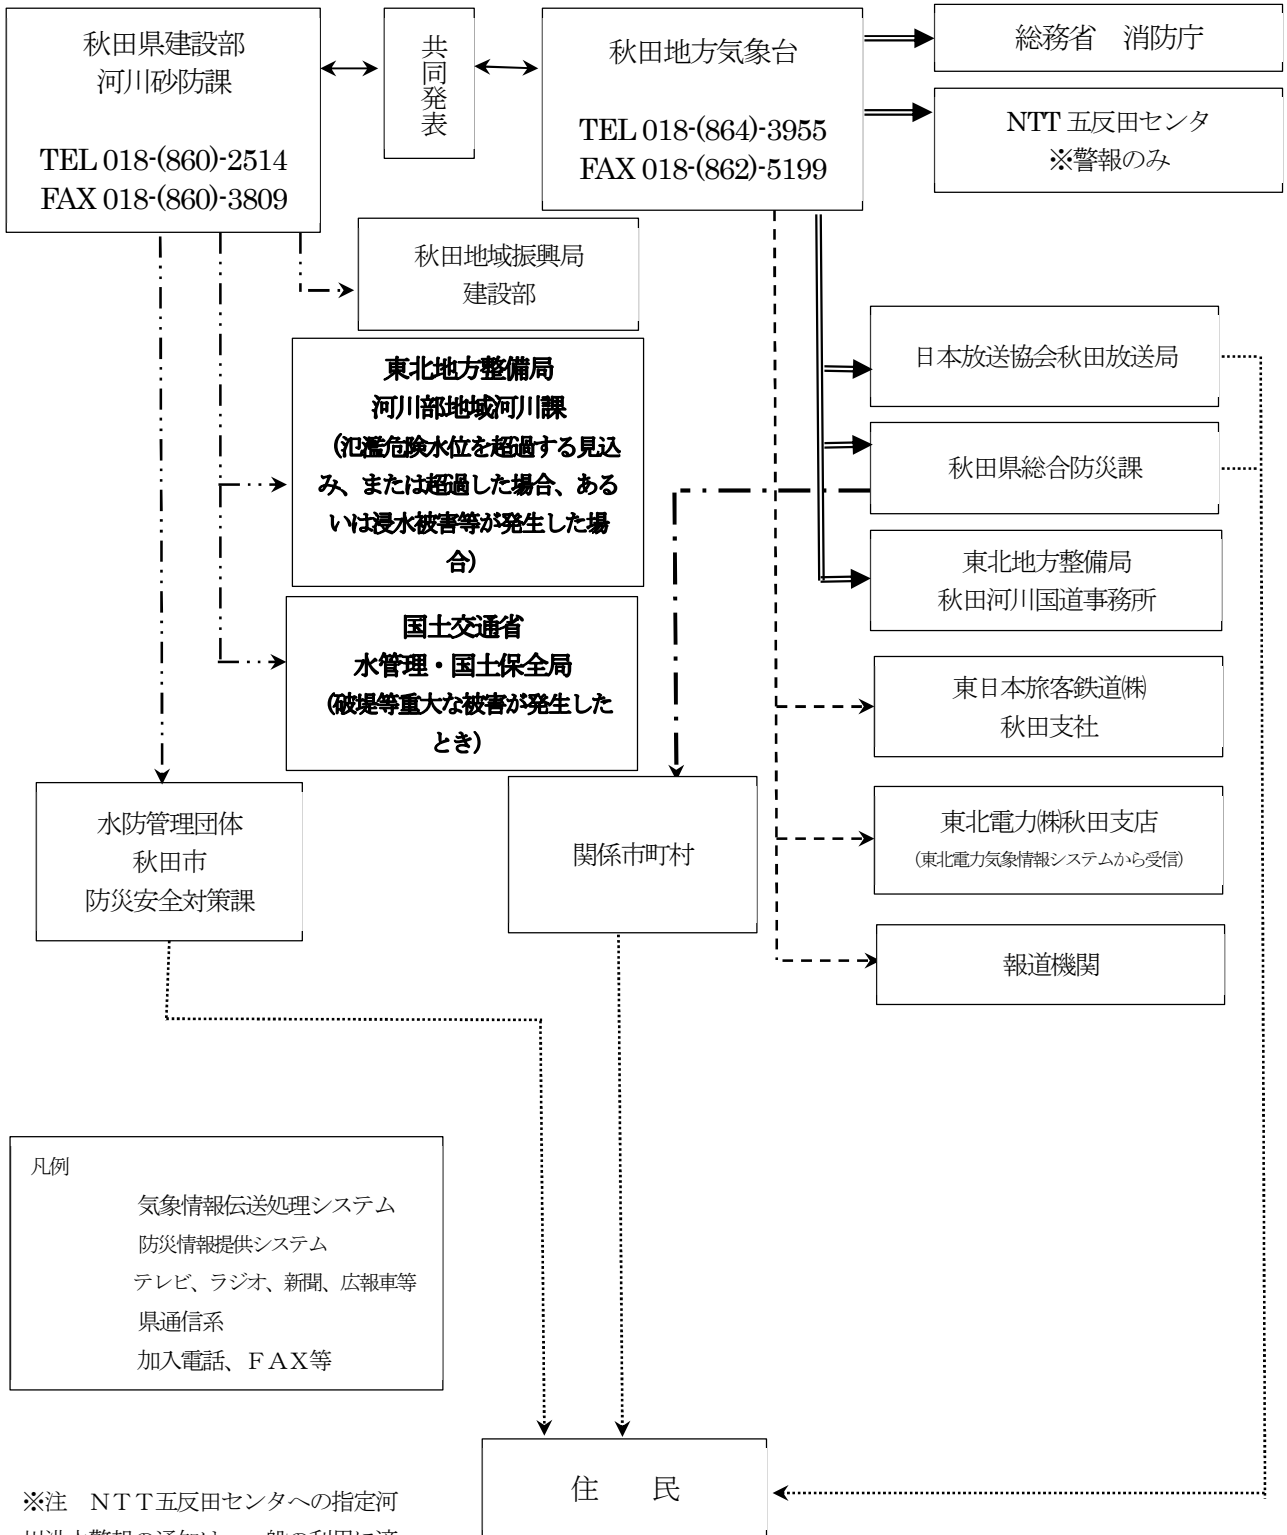 秋田県建設部
河川砂防課
TEL 018-(860)-2514
FAX 018-(860)-3809
共同発表
秋田地方気象台
TEL 018-(864)-3955
FAX 018-(862)-5199
総務省　消防庁
NTT 五反田センタ
※警報のみ
秋田地域振興局
建設部
東北地方整備局
河川部地域河川課
（氾濫危険水位を超過する見込
み、または超過した場合、ある
いは浸水被害等が発生した場
合）
国土交通省
水管理・国土保全局
（破堤等重大な被害が発生した
とき）
日本放送協会秋田放送局
秋田県総合防災課
東北地方整備局
秋田河川国道事務所
東日本旅客鉄道㈱
秋田支社
東北電力㈱秋田支店
（東北電力気象情報システムから受信）
報道機関
水防管理団体
秋田市
防災安全対策課
関係市町村
凡例
気象情報伝送処理システム
防災情報提供システム
テレビ、ラジオ、新聞、広報車等
県通信系
加入電話、ＦＡＸ等
住　民
※注　ＮＴＴ五反田センタへの指定河